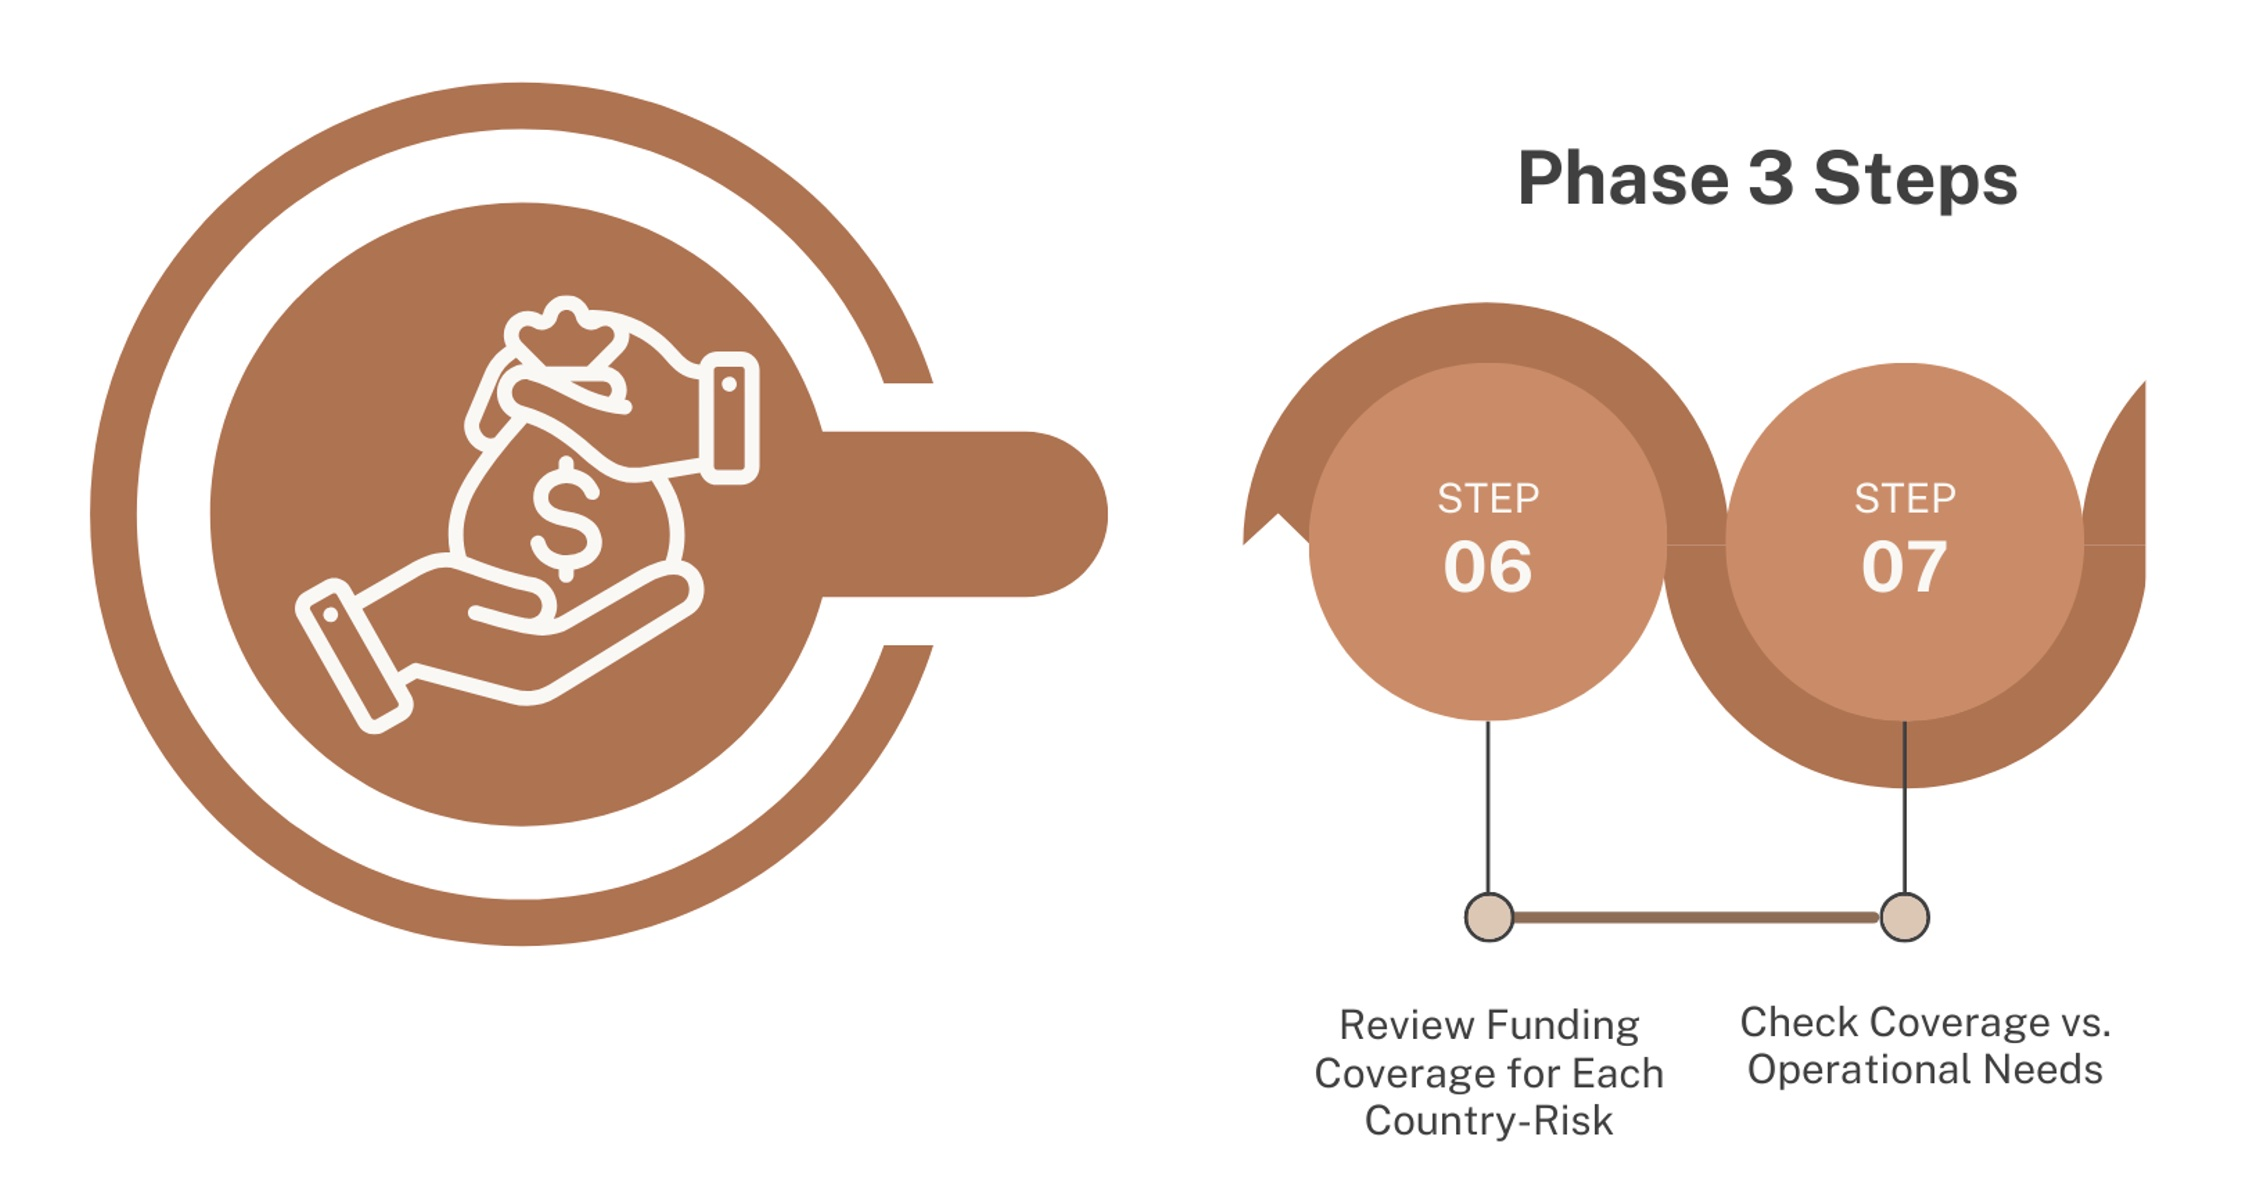 Phase 3 Steps
$
STEP
06
STEP
07
Review Funding
Coverage for Each
Country-Risk
Check Coverage vs.
Operational Needs